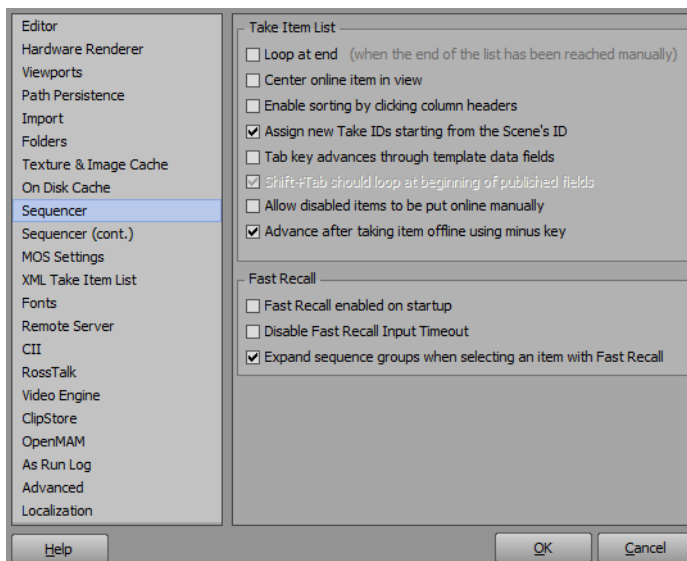 Editor
Hardware Renderer
Viewports
Path Persistence
Import
Folders
Texture & Image Cache
On Disk Cache
Sequencer
Sequencer (cont.)
MOS Settings
XML Take Item List
Fonts
Remote Server
CII
RossTalk
Video Engine
ClipStore
OpenMAM
As Run Log
Advanced
Localization
Take Item List
Loop at end (when the end of the list has been reached manually)
Center online item in view
Enable sorting by clicking column headers
Assign new Take IDs starting from the Scene's ID
Tab key advances through template data fields
Shift+Tab should loop at beginning of published fields
Allow disabled items to be put online manually
Advance after taking item offline using minus key
Fast Recall
Fast Recall enabled on startup
Disable Fast Recall Input Timeout
Expand sequence groups when selecting an item with Fast Recall
Help
OK
Cancel